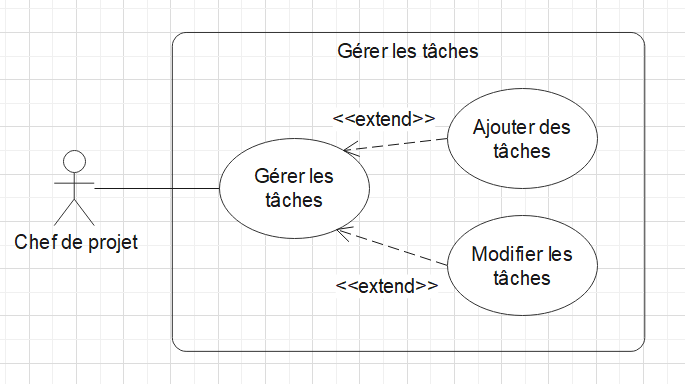 Gérer les tâches
<<extend>>
Ajouter des
tâches
Gérer les
tâches
Chef de projet
Modifier les
tâches
<<extend>>